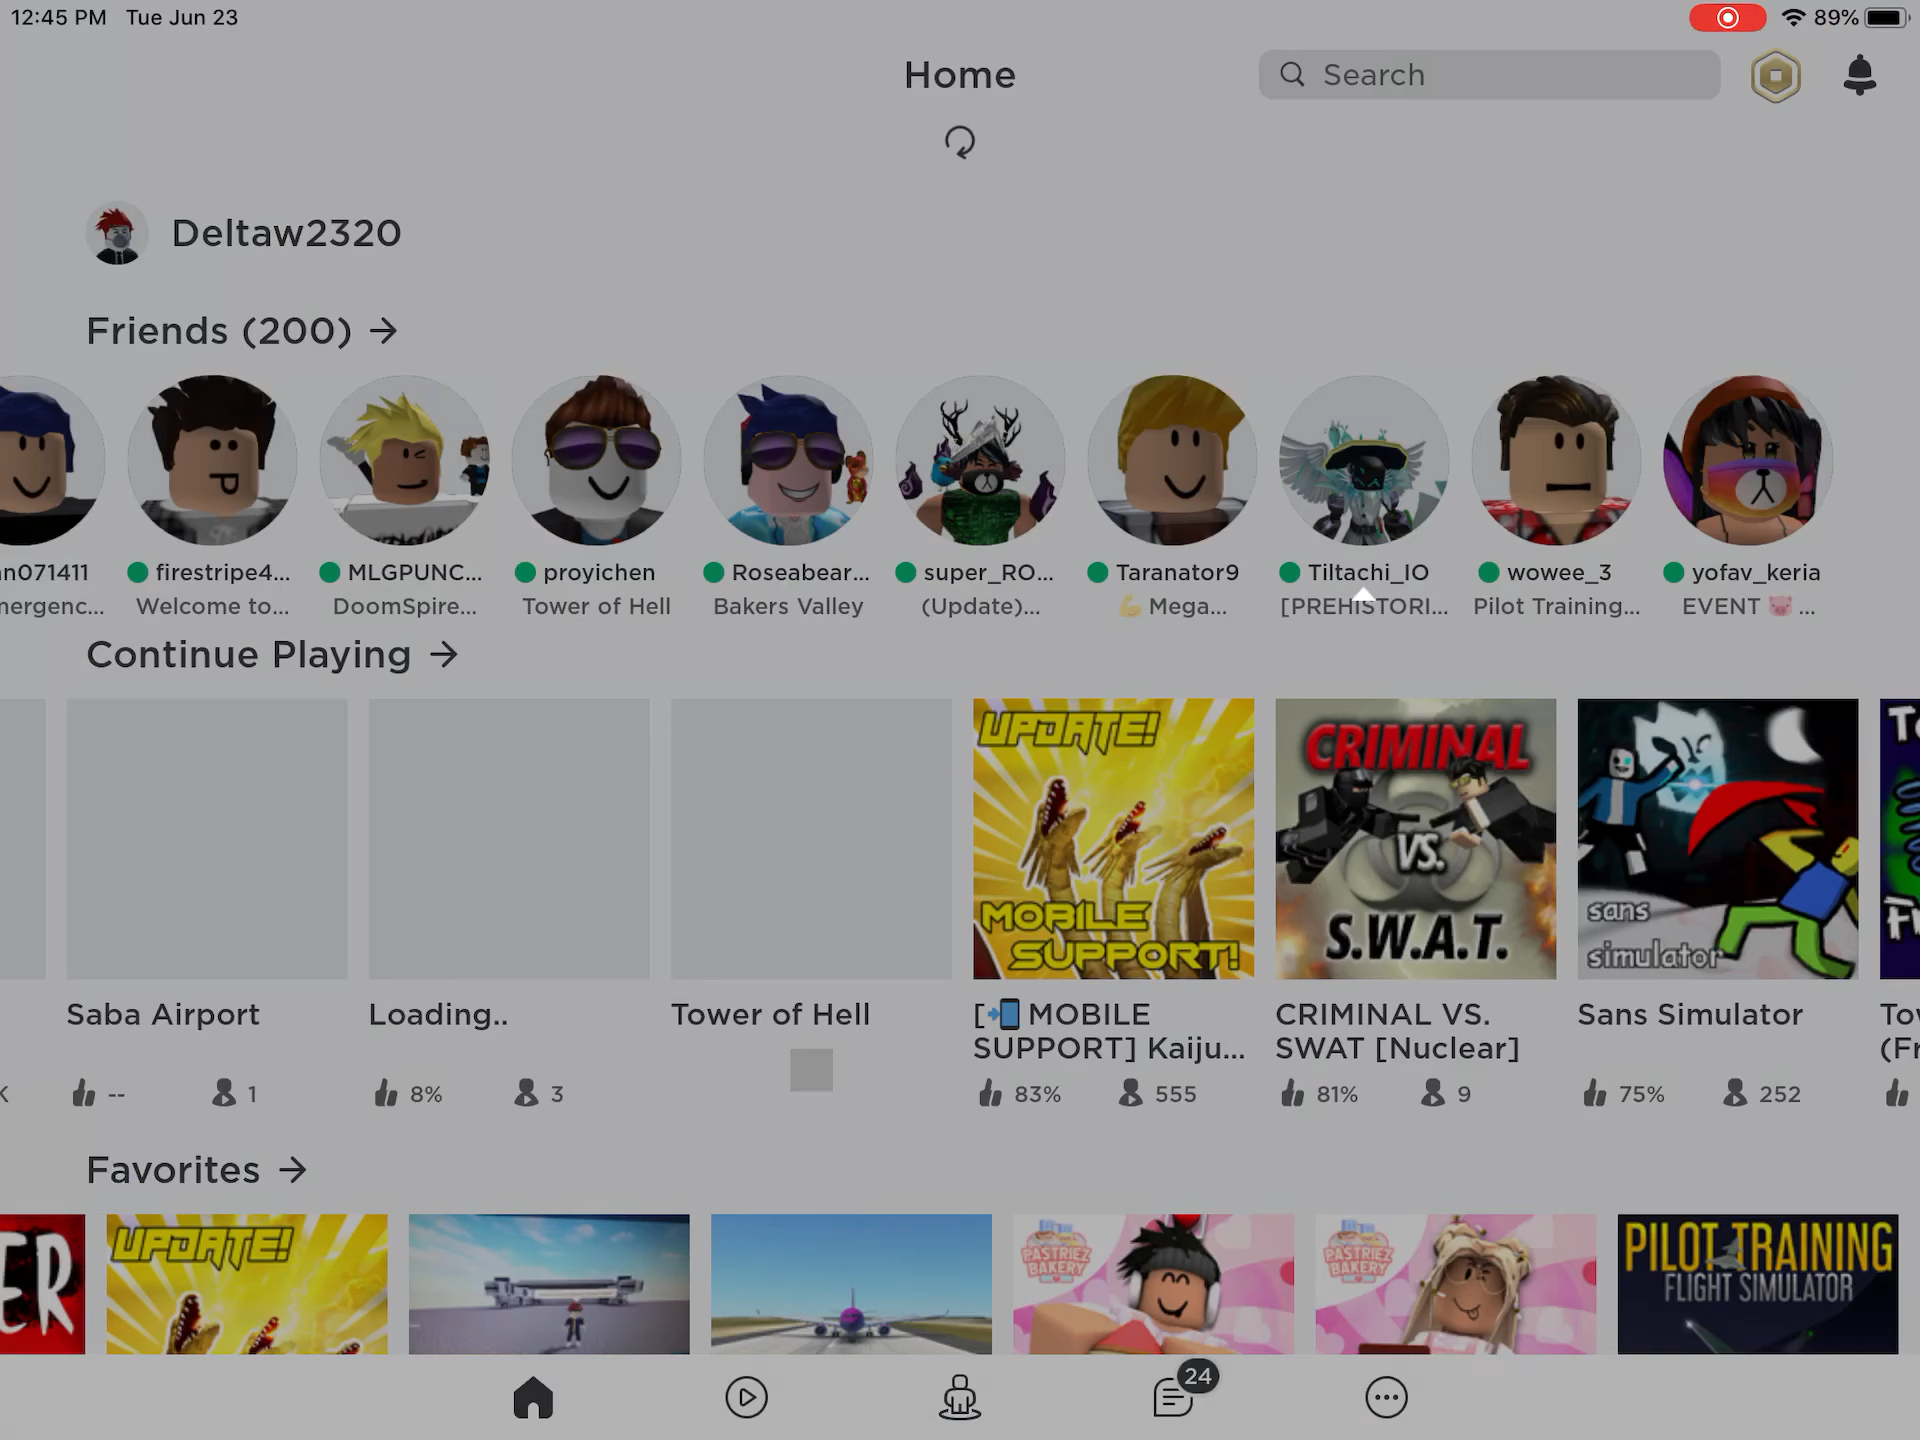 12:45 PM Tue Jun 23
89%
Home
Search
Deltaw2320
Friends (200)
n071411
firestripe4...
MLGPUNC...
proyichen
Roseabear...
super_RO...
Taranator9
Tiltachi_IO
wowee_3
yofav_keria
nergenc...
Welcome to...
DoomSpire...
Tower of Hell
Bakers Valley
(Update)...
💪 Mega...
[PREHISTORI...
Pilot Training...
EVENT 🐷 ...
Continue Playing
UPDATE!
MOBILE
SUPPORT!
CRIMINAL
VS.
S.W.A.T.
sans
simulator
Saba Airport
Loading..
Tower of Hell
[📲 MOBILE
SUPPORT] Kaiju...
CRIMINAL VS.
SWAT [Nuclear]
Sans Simulator
Tov
(Fr
K
--
1
8%
3
83%
555
81%
9
75%
252
Favorites
ER
UPDATE!
PASTRIEZ
BAKERY
PASTRIEZ
BAKERY
PILOT TRAINING
FLIGHT SIMULATOR
24